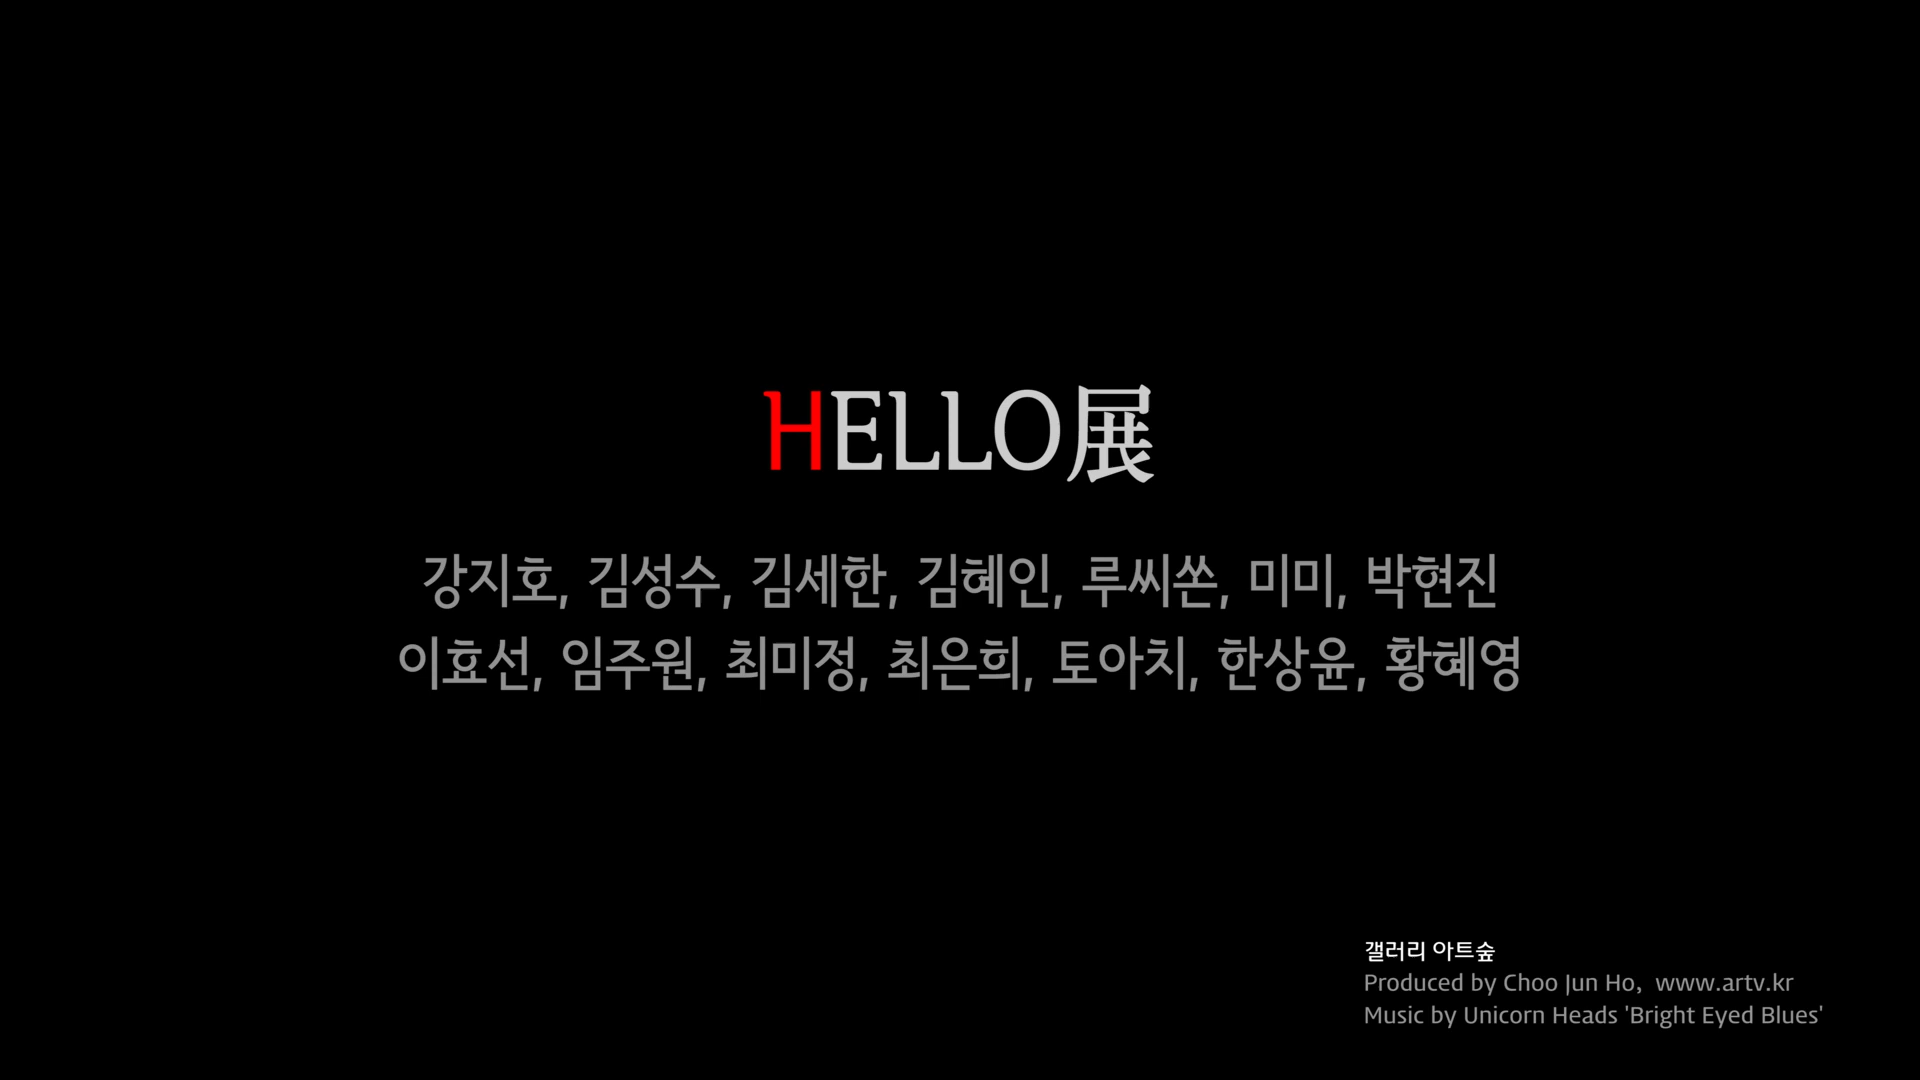 HELLO展
강지호, 김성수, 김세한, 김혜인, 루씨쏜, 미미, 박현진
이효선, 임주원, 최미정, 최은희, 토아치, 한상윤, 황혜영
갤러리 아트숲
Produced by Choo Jun Ho, www.artv.kr
Music by Unicorn Heads 'Bright Eyed Blues'